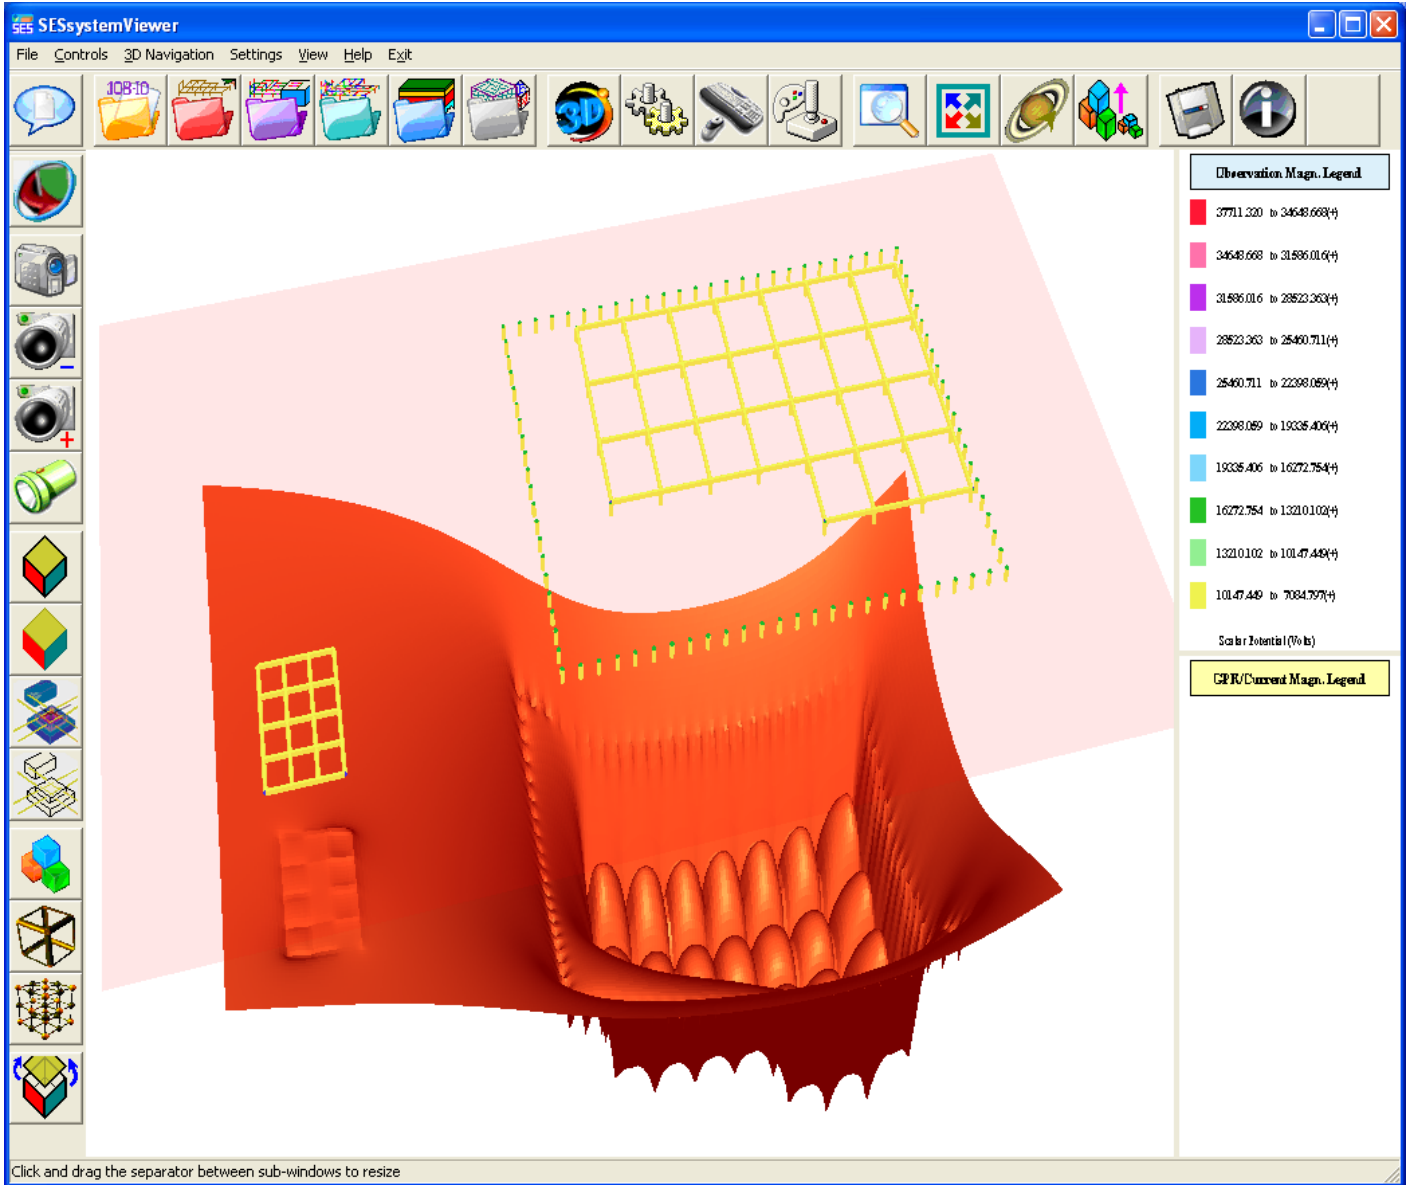 SES SESsystemViewer
File Controls 3D Navigation Settings View Help Exit
JOB-ID
3D
Observation Magn. Legend
37711.320 to 34648.668(+)
34648.668 to 31586.016(+)
31586.016 to 28523.363(+)
28523.363 to 25460.711(+)
25460.711 to 22398.059(+)
22398.059 to 19335.406(+)
19335.406 to 16272.754(+)
16272.754 to 13210.102(+)
13210.102 to 10147.449(+)
10147.449 to 7084.797(+)
Scalar Potential (Volts)
GPR/Current Magn. Legend
Click and drag the separator between sub-windows to resize